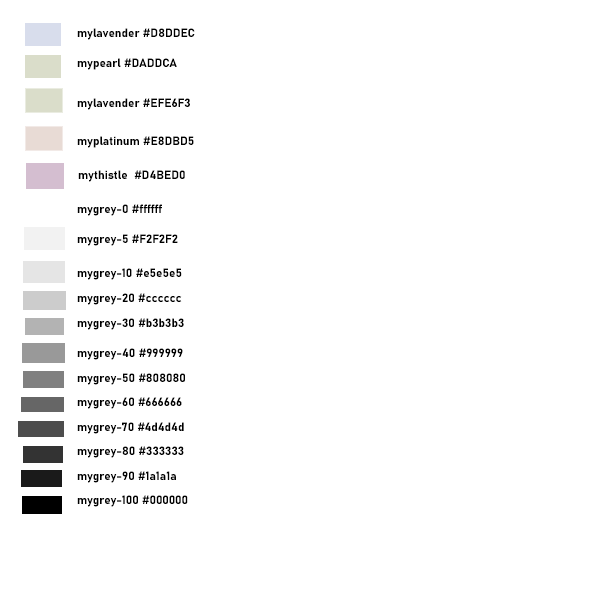 mylavender #D8DDEC
mypearl #DADDCA
mylavender #EFE6F3
myplatinum #E8DBD5
mythistle #D4BED0
mygrey-0 #ffffff
mygrey-5 #F2F2F2
mygrey-10 #e5e5e5
mygrey-20 #cccccc
mygrey-30 #b3b3b3
mygrey-40 #999999
mygrey-50 #808080
mygrey-60 #666666
mygrey-70 #4d4d4d
mygrey-80 #333333
mygrey-90 #1a1a1a
mygrey-100 #000000